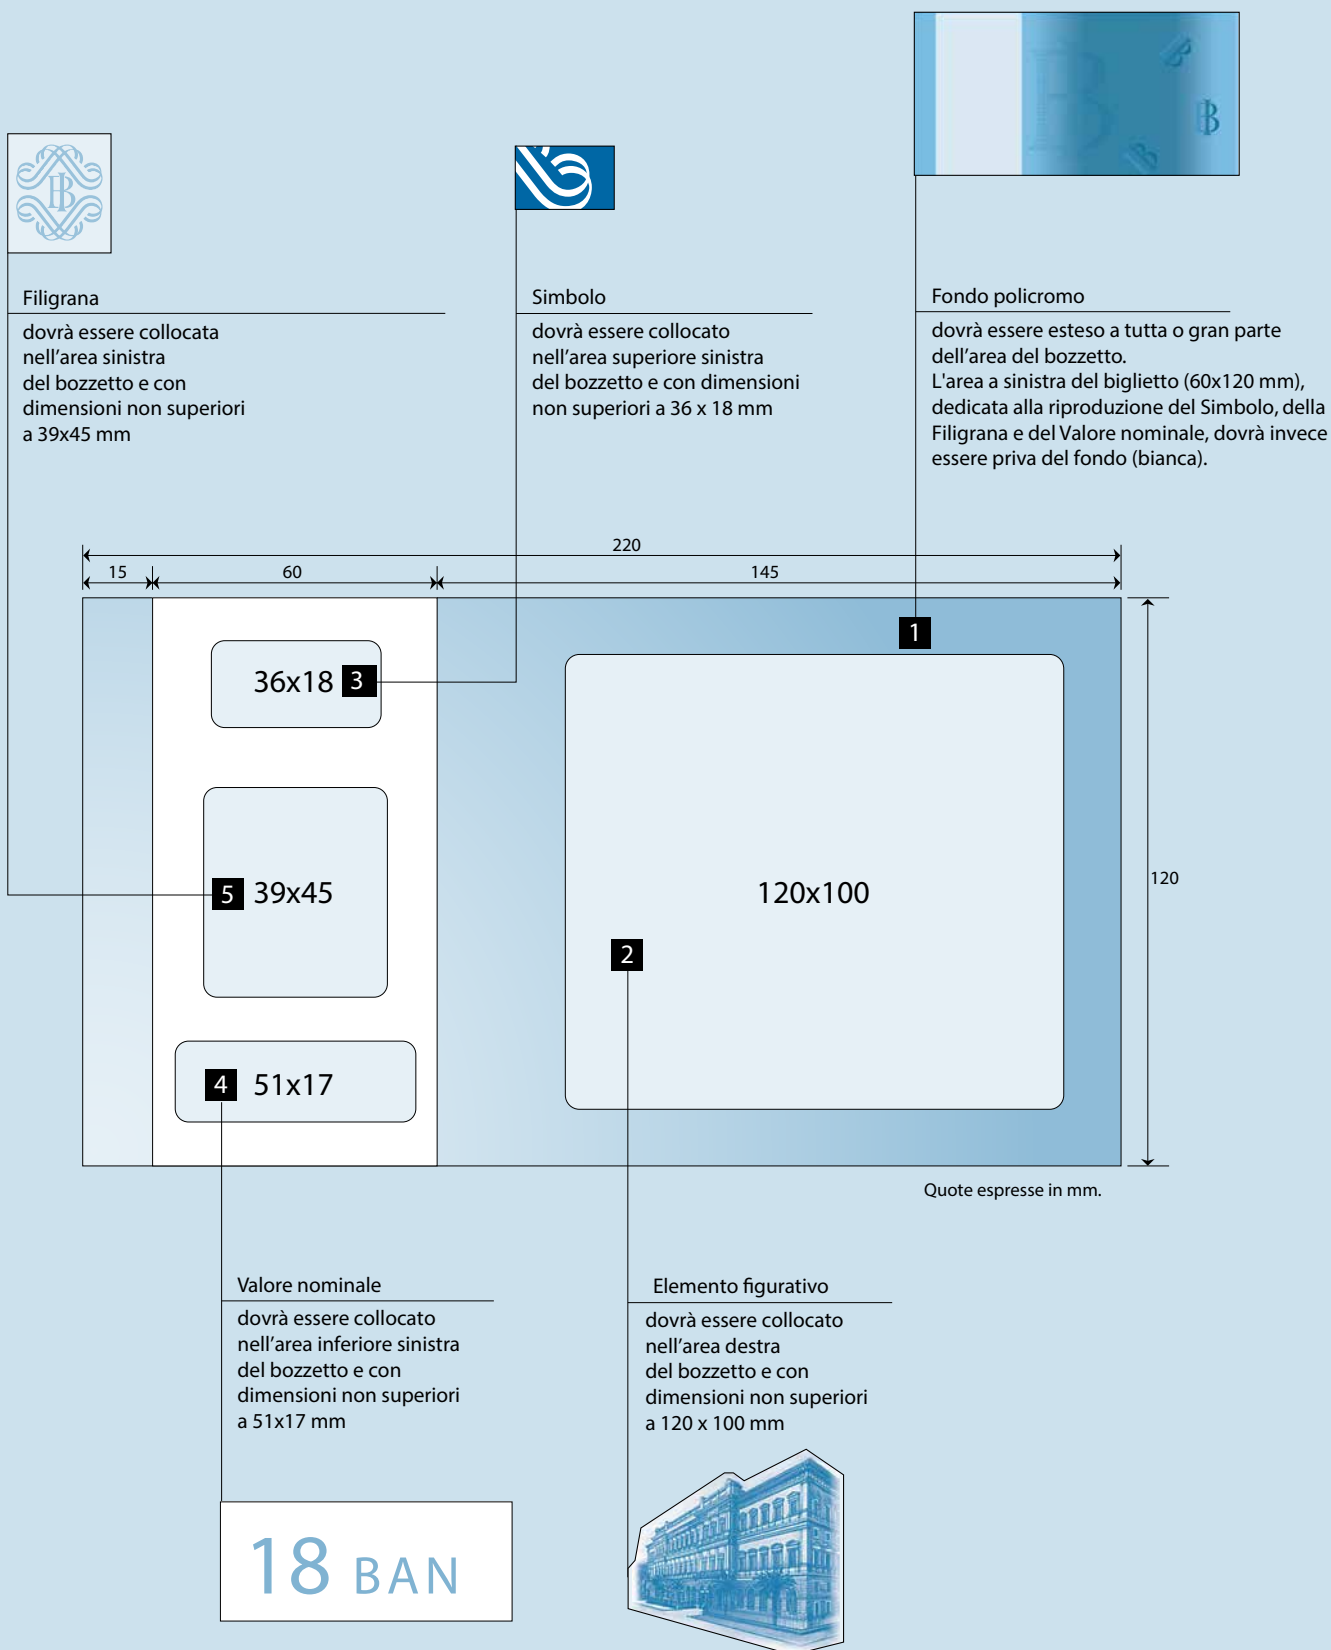 Filigrana
dovrà essere collocata
nell'area sinistra
del bozzetto e con
dimensioni non superiori
a 39x45 mm
Simbolo
dovrà essere collocato
nell'area superiore sinistra
del bozzetto e con dimensioni
non superiori a 36 x 18 mm
Fondo policromo
dovrà essere esteso a tutta o gran parte
dell'area del bozzetto.
L'area a sinistra del biglietto (60x120 mm),
dedicata alla riproduzione del Simbolo, della
Filigrana e del Valore nominale, dovrà invece
essere priva del fondo (bianca).
220
15 60 145
1
36x18 3
5 39x45
120x100
120
2
4 51x17
Quote espresse in mm.
Valore nominale
dovrà essere collocato
nell'area inferiore sinistra
del bozzetto e con
dimensioni non superiori
a 51x17 mm
Elemento figurativo
dovrà essere collocato
nell'area destra
del bozzetto e con
dimensioni non superiori
a 120 x 100 mm
18 BAN